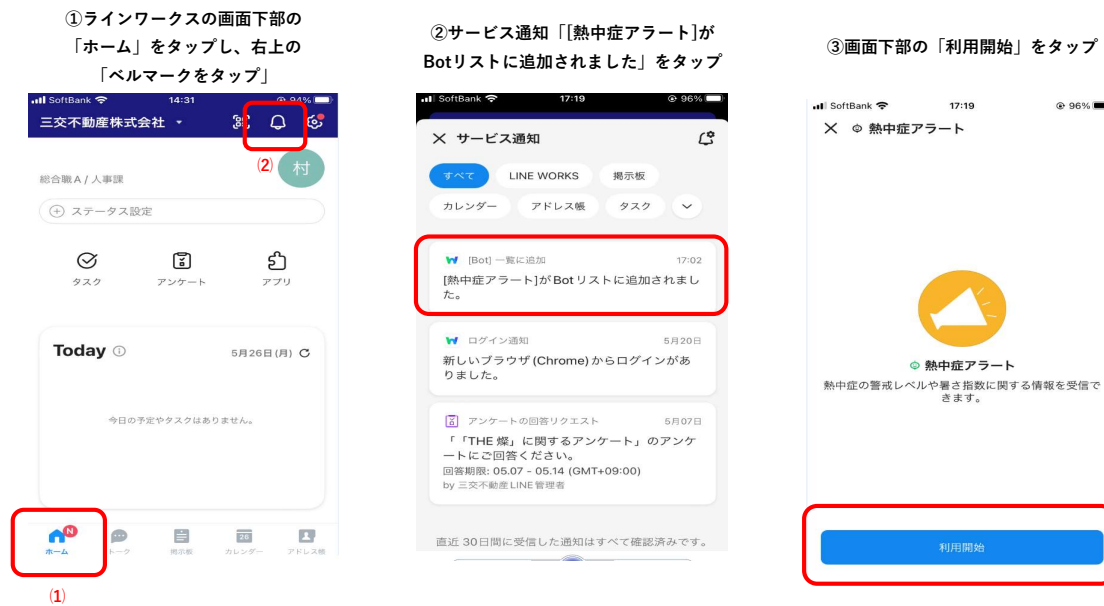 ①ラインワークスの画面下部の
「ホーム」をタップし、右上の
「ベルマークをタップ」
SoftBank 14:31 94%
三交不動産株式会社
(2)
村
総合職A / 人事課
ステータス設定
タスク アンケート アプリ
Today 5月26日(月)
今日の予定やタスクはありません。
N
26
ホーム トーク 掲示板 カレンダー アドレス帳
(1)
②サービス通知「[熱中症アラート]が
Botリストに追加されました」をタップ
SoftBank 17:19 96%
サービス通知
すべて LINE WORKS 掲示板
カレンダー アドレス帳 タスク
[Bot] 一覧に追加 17:02
[熱中症アラート]がBotリストに追加されまし
た。
ログイン通知 5月20日
新しいブラウザ(Chrome)からログインがあ
りました。
アンケートの回答リクエスト 5月07日
「「THE 燦」に関するアンケート」のアンケ
ートにご回答ください。
回答期限: 05.07 - 05.14 (GMT+09:00)
by 三交不動産LINE管理者
直近 30日間に受信した通知はすべて確認済みです。
③画面下部の「利用開始」をタップ
SoftBank 17:19 96%
熱中症アラート
熱中症アラート
熱中症の警戒レベルや暑さ指数に関する情報を受信で
きます。
利用開始